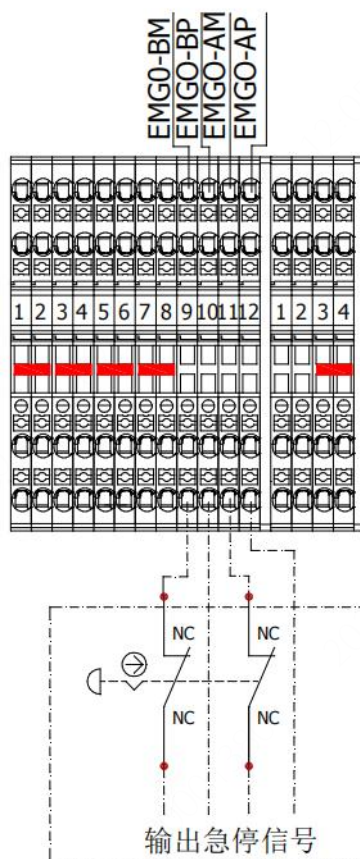 EMG0-BM
EMGO-BP
EMGO-AM
EMGO-AP
1 2 3 4 5 6 7 8 9 10 11 12 1 2 3 4
NC NC
NC NC
输出急停信号